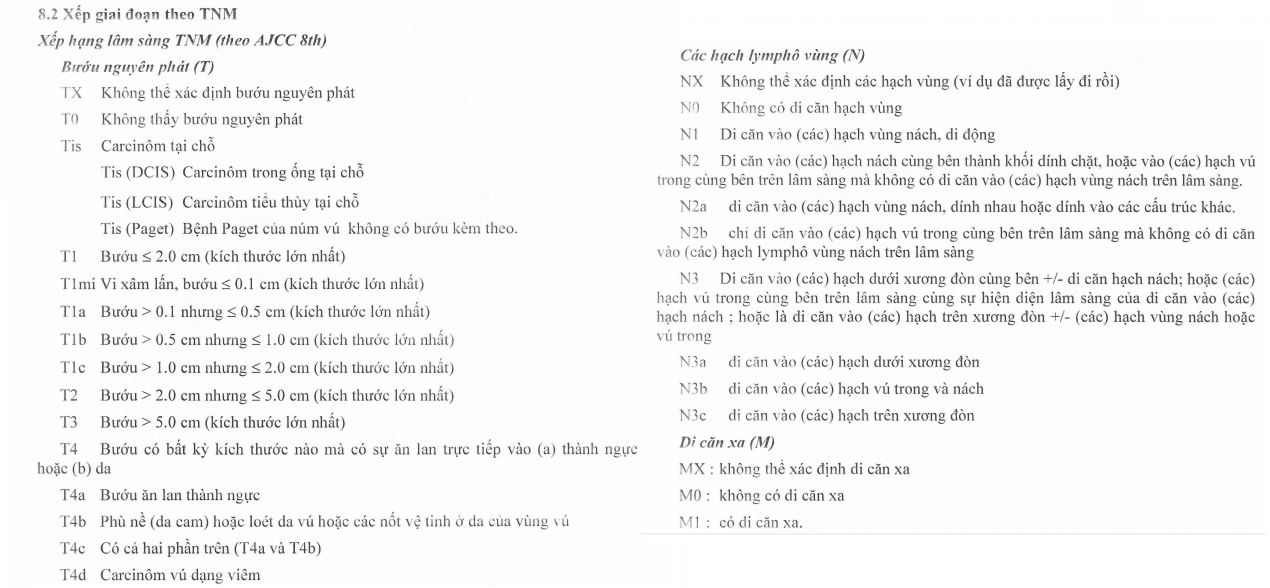 8.2 Xếp giai đoạn theo TNM
Xếp hạng lâm sàng TNM (theo AJCC 8th)
Bướu nguyên phát (T)
TX Không thể xác định bướu nguyên phát
T0 Không thấy bướu nguyên phát
Tis Carcinôm tại chỗ
Tis (DCIS) Carcinôm trong ống tại chỗ
Tis (LCIS) Carcinôm tiểu thùy tại chỗ
Tis (Paget) Bệnh Paget của núm vú không có bướu kèm theo.
T1 Bướu ≤ 2.0 cm (kích thước lớn nhất)
T1mi Vi xâm lấn, bướu ≤ 0.1 cm (kích thước lớn nhất)
T1a Bướu > 0.1 nhưng ≤ 0.5 cm (kích thước lớn nhất)
T1b Bướu > 0.5 cm nhưng ≤ 1.0 cm (kích thước lớn nhất)
T1c Bướu > 1.0 cm nhưng ≤ 2.0 cm (kích thước lớn nhất)
T2 Bướu > 2.0 cm nhưng ≤ 5.0 cm (kích thước lớn nhất)
T3 Bướu > 5.0 cm (kích thước lớn nhất)
T4 Bướu có bất kỳ kích thước nào mà có sự ăn lan trực tiếp vào (a) thành ngực
hoặc (b) da
T4a Bướu ăn lan thành ngực
T4b Phù nề (da cam) hoặc loét da vú hoặc các nốt vệ tinh ở da của vùng vú
T4c Có cả hai phần trên (T4a và T4b)
T4d Carcinôm vú dạng viêm
Các hạch lymphô vùng (N)
NX Không thể xác định các hạch vùng (ví dụ đã được lấy đi rồi)
N0 Không có di căn hạch vùng
N1 Di căn vào (các) hạch vùng nách, di động
N2 Di căn vào (các) hạch nách cùng bên thành khối dính chặt, hoặc vào (các) hạch vú
trong cùng bên trên lâm sàng mà không có di căn vào (các) hạch vùng nách trên lâm sàng.
N2a di căn vào (các) hạch vùng nách, dính nhau hoặc dính vào các cấu trúc khác.
N2b chỉ di căn vào (các) hạch vú trong cùng bên trên lâm sàng mà không có di căn
vào (các) hạch lymphô vùng nách trên lâm sàng
N3 Di căn vào (các) hạch dưới xương đòn cùng bên +/- di căn hạch nách; hoặc (các)
hạch vú trong cùng bên trên lâm sàng cùng sự hiện diện lâm sàng của di căn vào (các)
hạch nách ; hoặc là di căn vào (các) hạch trên xương đòn +/- (các) hạch vùng nách hoặc
vú trong
N3a di căn vào (các) hạch dưới xương đòn
N3b di căn vào (các) hạch vú trong và nách
N3c di căn vào (các) hạch trên xương đòn
Di căn xa (M)
MX : không thể xác định di căn xa
M0 : không có di căn xa
M1 : có di căn xa.